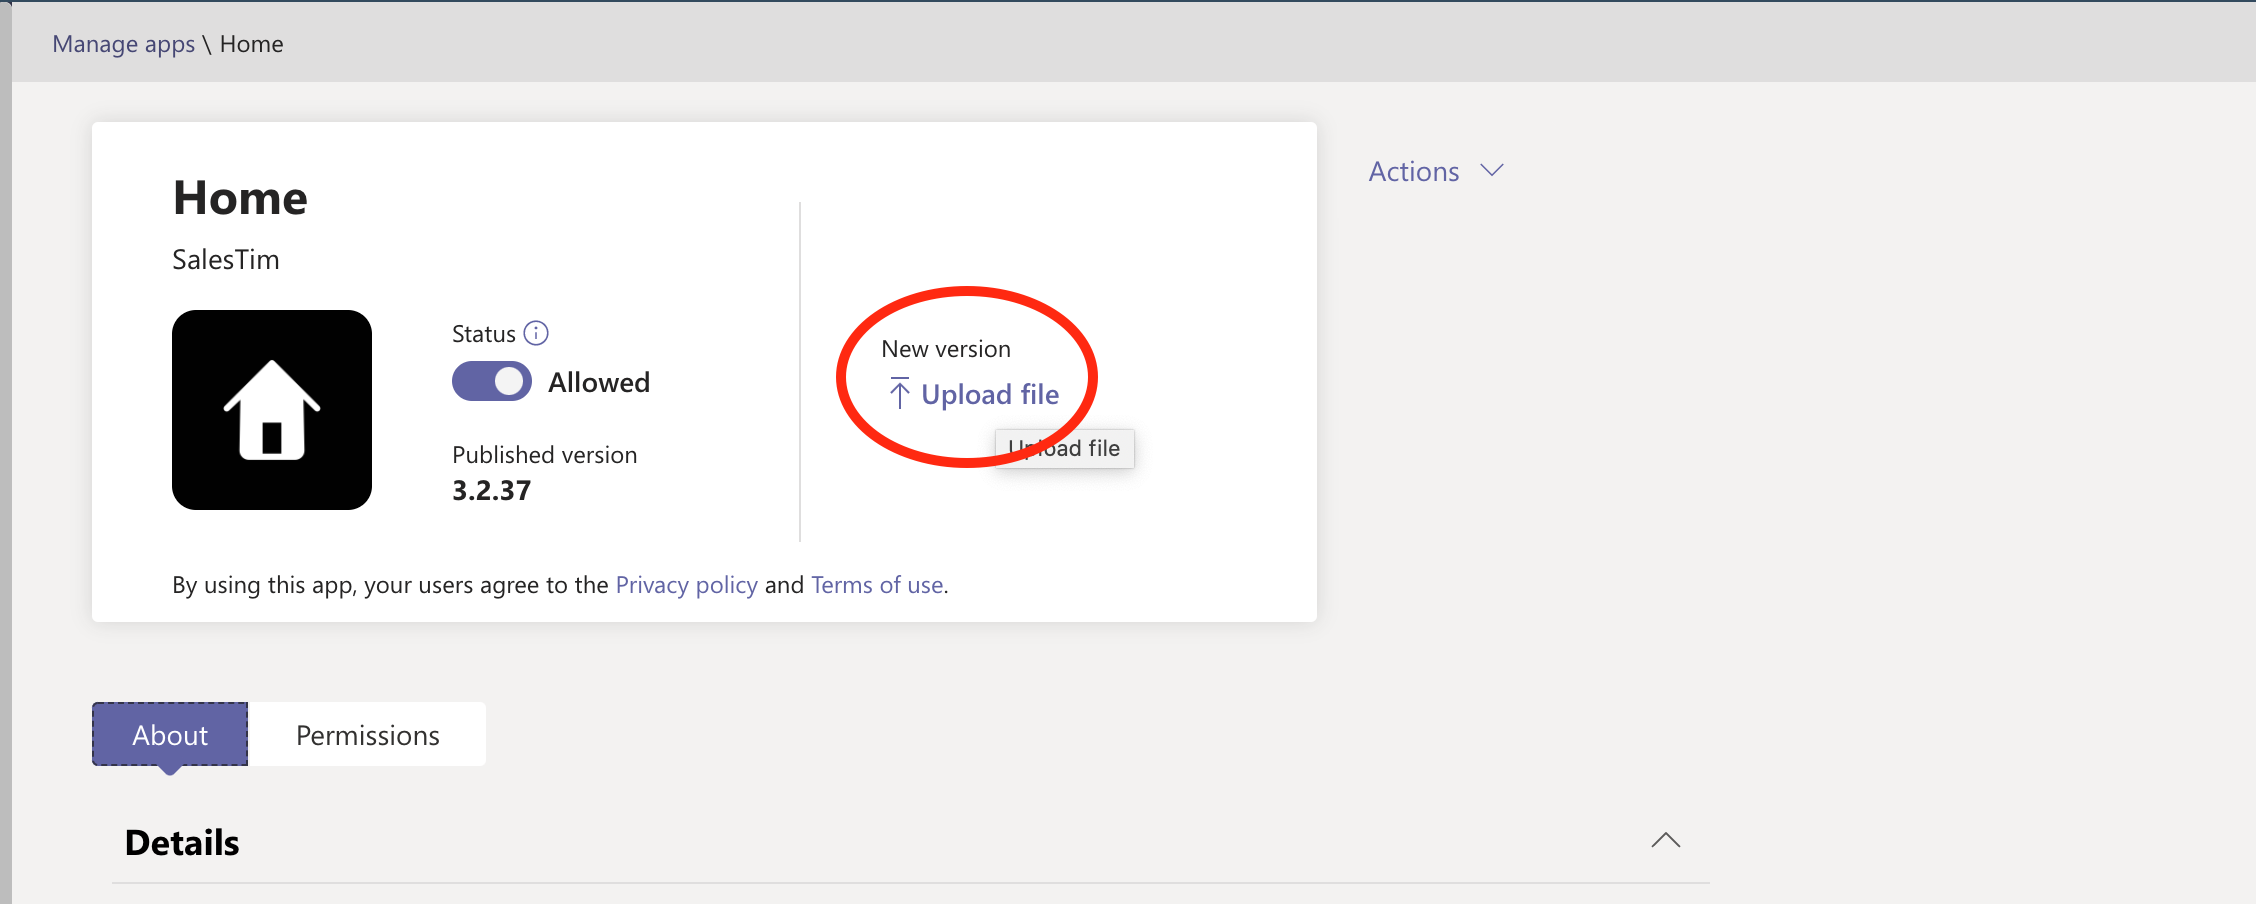 Manage apps \ Home
Home
SalesTim
Status
Allowed
Published version
3.2.37
New version
Upload file
Upload file
By using this app, your users agree to the Privacy policy and Terms of use.
Actions
About
Permissions
Details